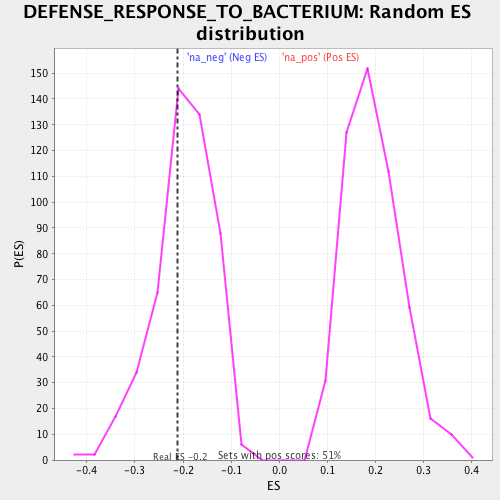 DEFENSE_RESPONSE_TO_BACTERIUM: Random ES
distribution
'na_neg' (Neg ES) 'na_pos' (Pos ES)
150
140
130
120
110
100
90
80
70
60
50
40
30
20
10
0
P(ES)
Real ES -0.2 Sets with pos scores: 51%
-0.4 -0.3 -0.2 -0.1 0.0 0.1 0.2 0.3 0.4
ES